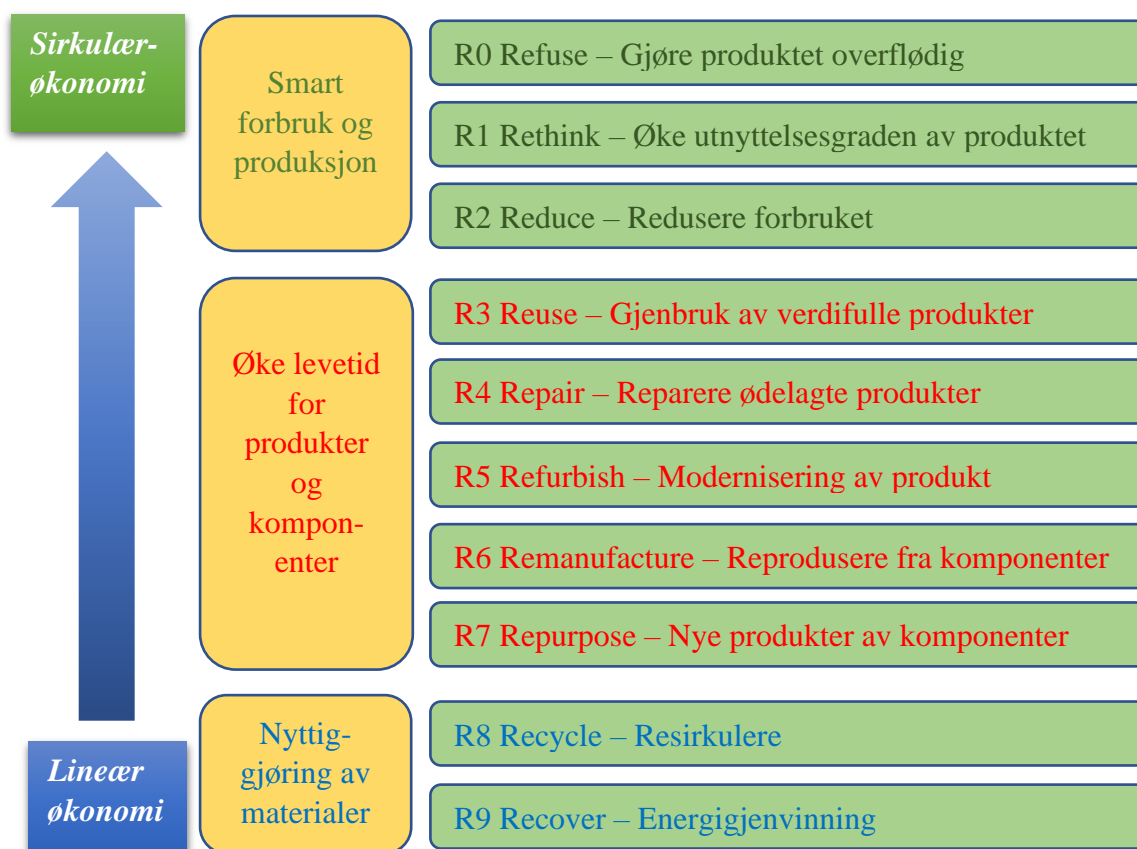 Sirkulær-
økonomi
Smart
forbruk og
produksjon
R0 Refuse – Gjøre produktet overflødig
R1 Rethink – Øke utnyttelsesgraden av produktet
R2 Reduce – Redusere forbruket
Øke levetid
for
produkter
og
kompon-
enter
R3 Reuse – Gjenbruk av verdifulle produkter
R4 Repair – Reparere ødelagte produkter
R5 Refurbish – Modernisering av produkt
R6 Remanufacture – Reprodusere fra komponenter
R7 Repurpose – Nye produkter av komponenter
Lineær
økonomi
Nyttig-
gjøring av
materialer
R8 Recycle – Resirkulere
R9 Recover – Energigjenvinning